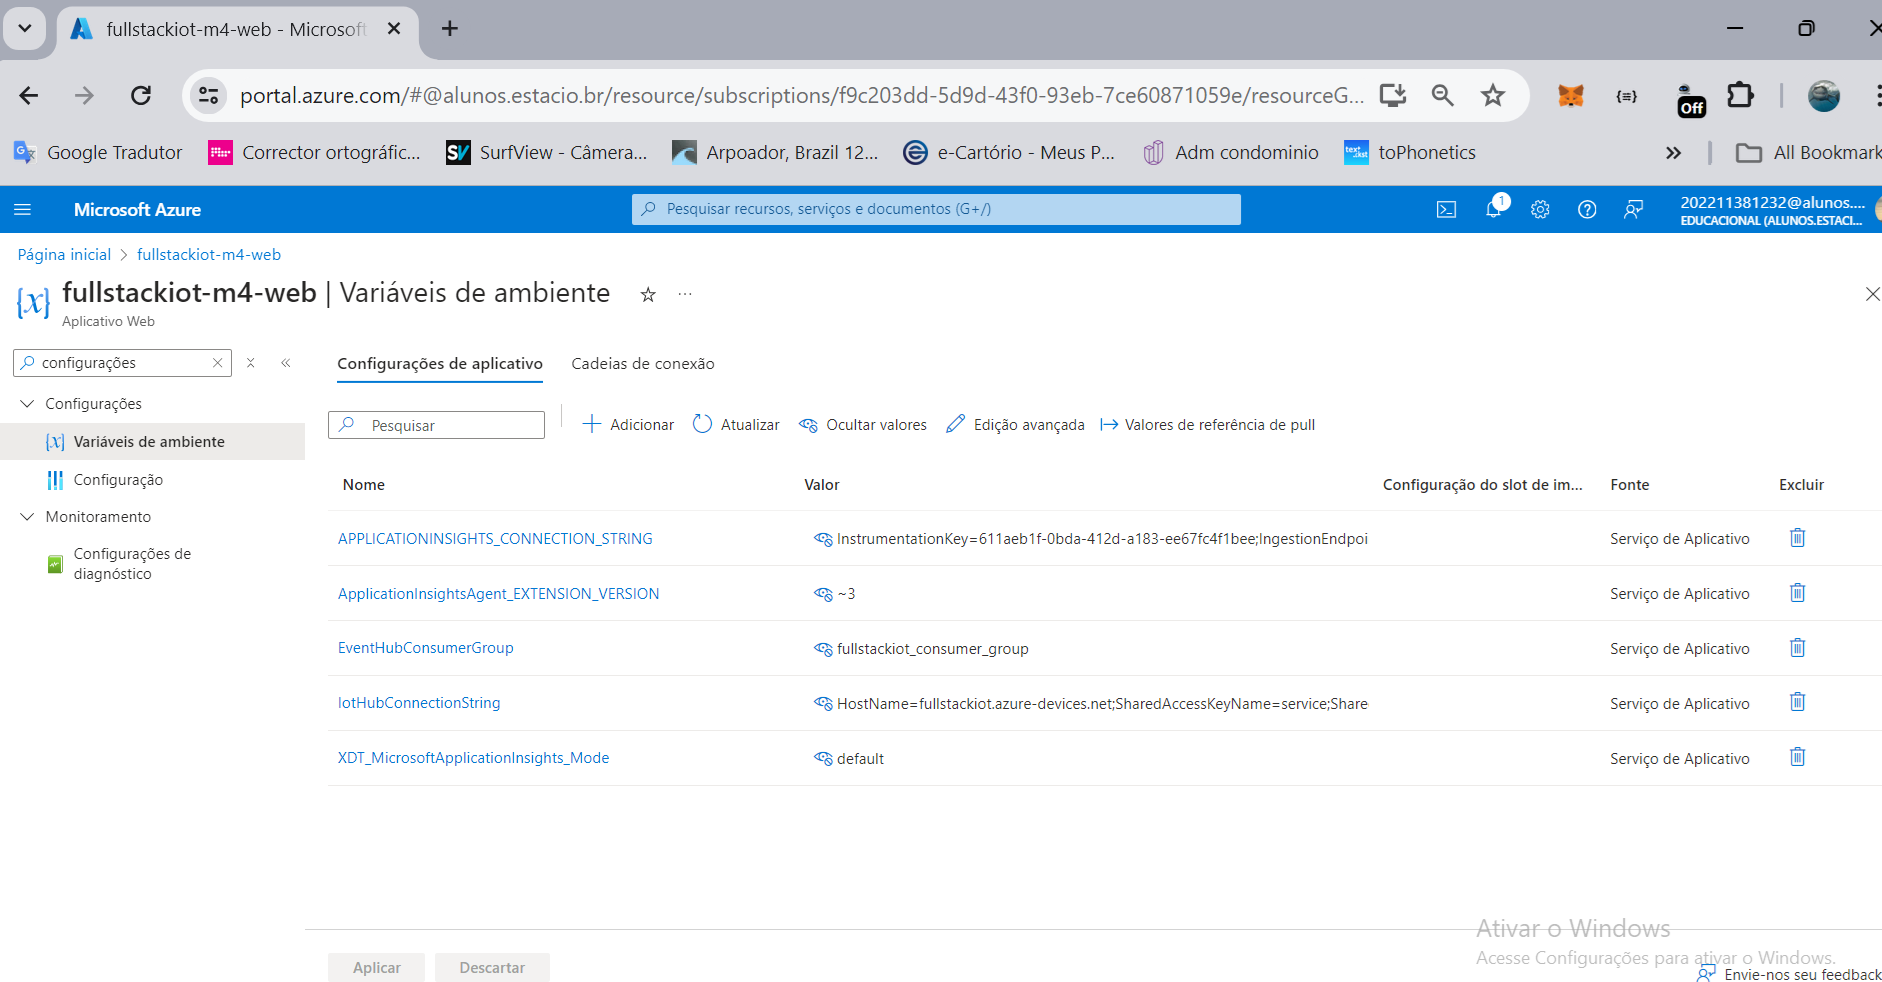 fullstackiot-m4-web - Microsoft
portal.azure.com/#@alunos.estacio.br/resource/subscriptions/f9c203dd-5d9d-43f0-93eb-7ce60871059e/resourceG...
Off
Google Tradutor
Corrector ortográfic...
SV
SurfView - Câmera...
Arpoador, Brazil 12...
e-Cartório - Meus P...
Adm condominio
toPhonetics
All Bookmark
Microsoft Azure
Pesquisar recursos, serviços e documentos (G+/)
1
202211381232@alunos....
EDUCACIONAL (ALUNOS.ESTACI...
Página inicial > fullstackiot-m4-web
fullstackiot-m4-web | Variáveis de ambiente
Aplicativo Web
configurações
Configurações
Variáveis de ambiente
Configuração
Monitoramento
Configurações de
diagnóstico
Configurações de aplicativo
Cadeias de conexão
Pesquisar
Adicionar
Atualizar
Ocultar valores
Edição avançada
Valores de referência de pull
Nome Valor Configuração do slot de im... Fonte Excluir
APPLICATIONINSIGHTS_CONNECTION_STRING InstrumentationKey=611aeb1f-0bda-412d-a183-ee67fc4f1bee;IngestionEndpoi Serviço de Aplicativo
ApplicationInsightsAgent_EXTENSION_VERSION ~3 Serviço de Aplicativo
EventHubConsumerGroup fullstackiot_consumer_group Serviço de Aplicativo
IotHubConnectionString HostName=fullstackiot.azure-devices.net;SharedAccessKeyName=service;Share Serviço de Aplicativo
XDT_MicrosoftApplicationInsights_Mode default Serviço de Aplicativo
Aplicar
Descartar
Ativar o Windows
Acesse Configurações para ativar o Windows.
Envie-nos seu feedback